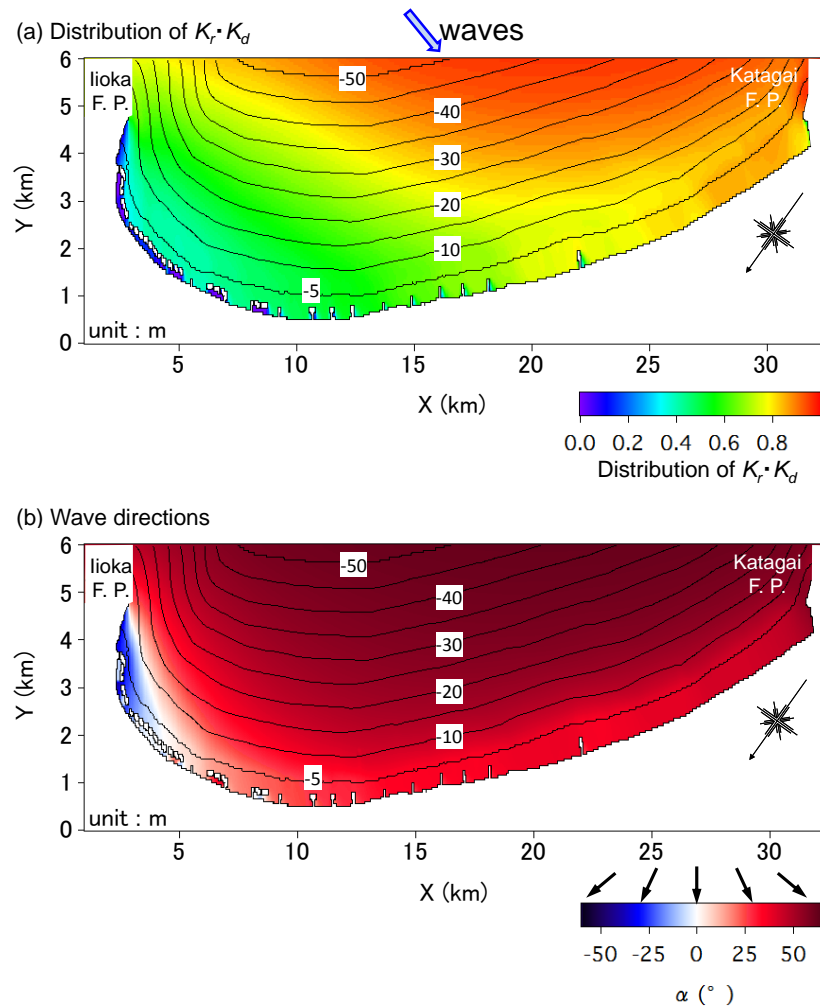 (a) Distribution of Kr・Kd
waves
Iioka
F. P.
Katagai
F. P.
-50
-40
-30
-20
-10
-5
unit : m
Y (km)
6
5
4
3
2
1
0
5 10 15 20 25 30
X (km)
0.0 0.2 0.4 0.6 0.8
Distribution of Kr・Kd
(b) Wave directions
Iioka
F. P.
Katagai
F. P.
-50
-40
-30
-20
-10
-5
unit : m
Y (km)
6
5
4
3
2
1
0
5 10 15 20 25 30
X (km)
-50 -25 0 25 50
α (°)